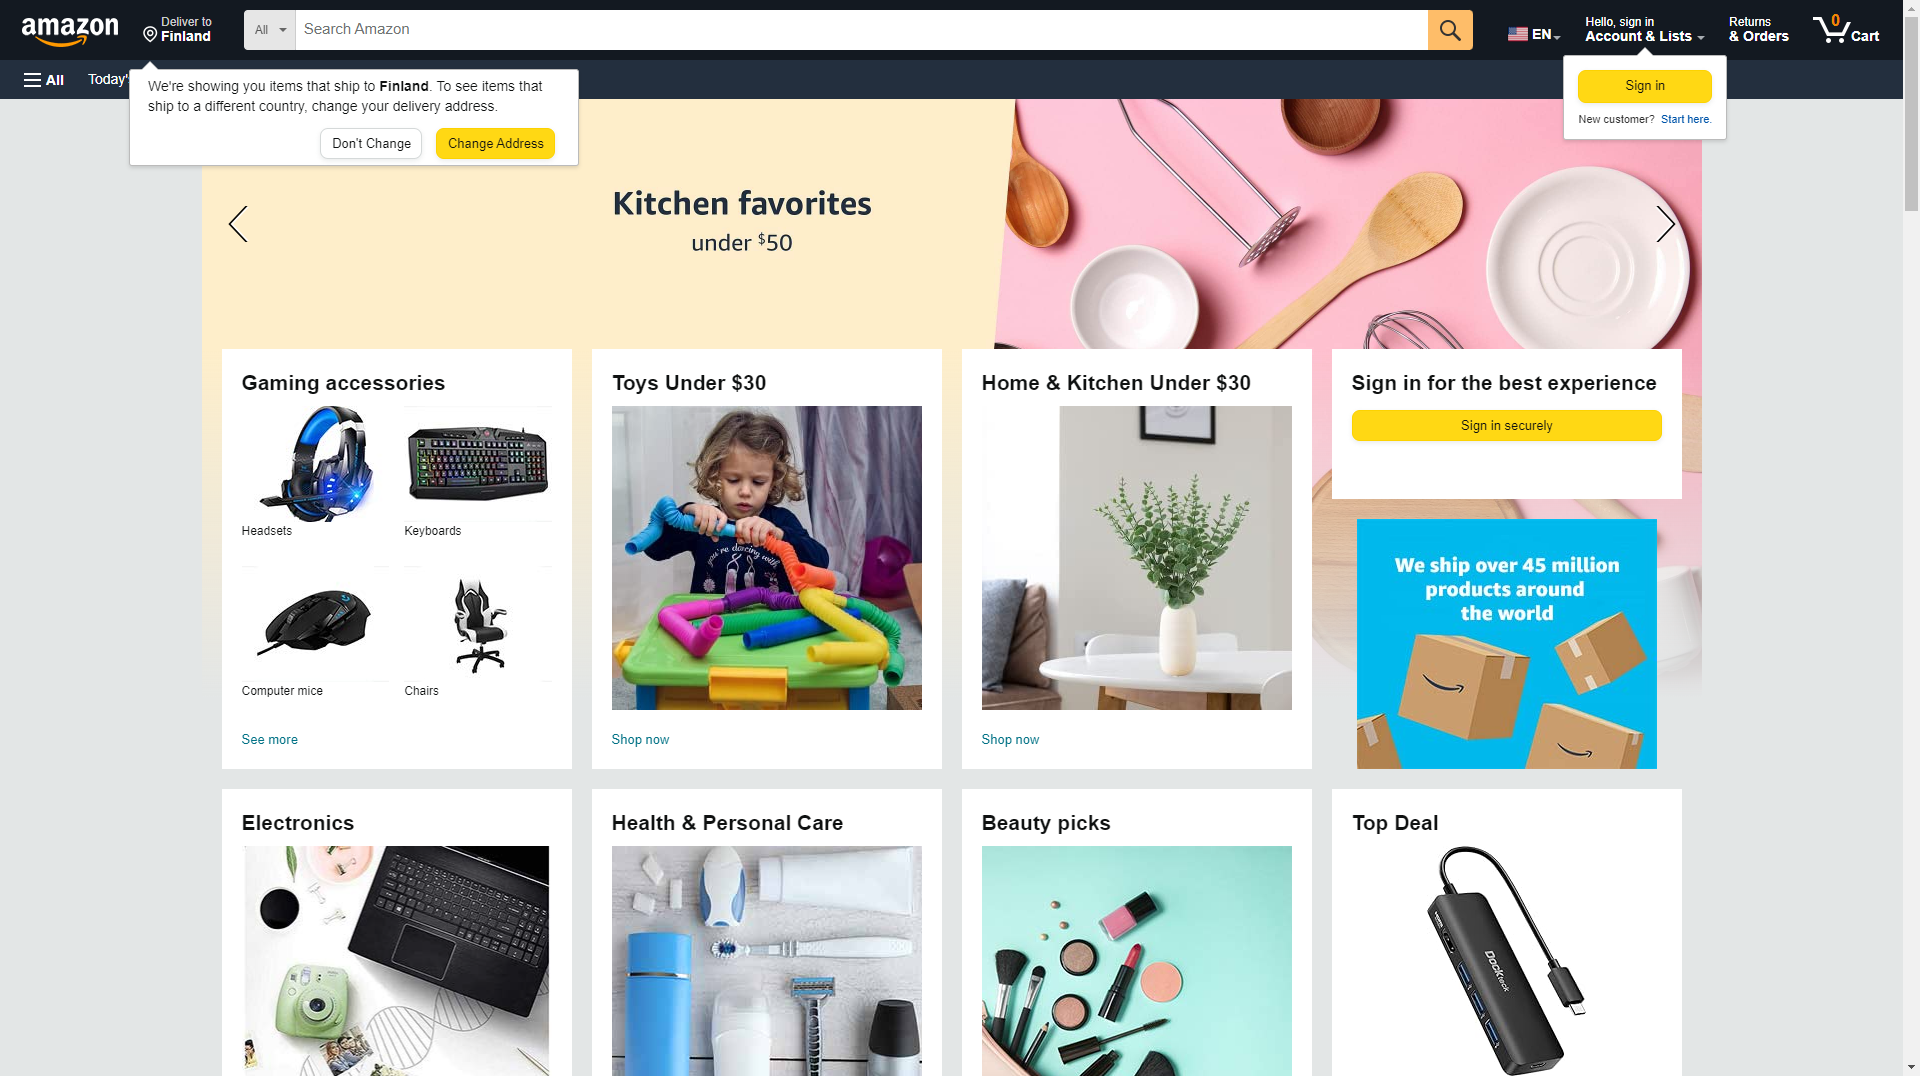 amazon
Deliver to
Finland
All
Search Amazon
EN
Hello, sign in
Account & Lists
Returns
& Orders
0
Cart
All
Today's
We're showing you items that ship to Finland. To see items that
ship to a different country, change your delivery address.
Don't Change
Change Address
Sign in
New customer? Start here.
Kitchen favorites
under $50
Gaming accessories
Headsets
Keyboards
Computer mice
Chairs
See more
Toys Under $30
you're dancing with
Shop now
Home & Kitchen Under $30
Shop now
Sign in for the best experience
Sign in securely
We ship over 45 million
products around
the world
Electronics
Health & Personal Care
Beauty picks
Top Deal
Dockteck